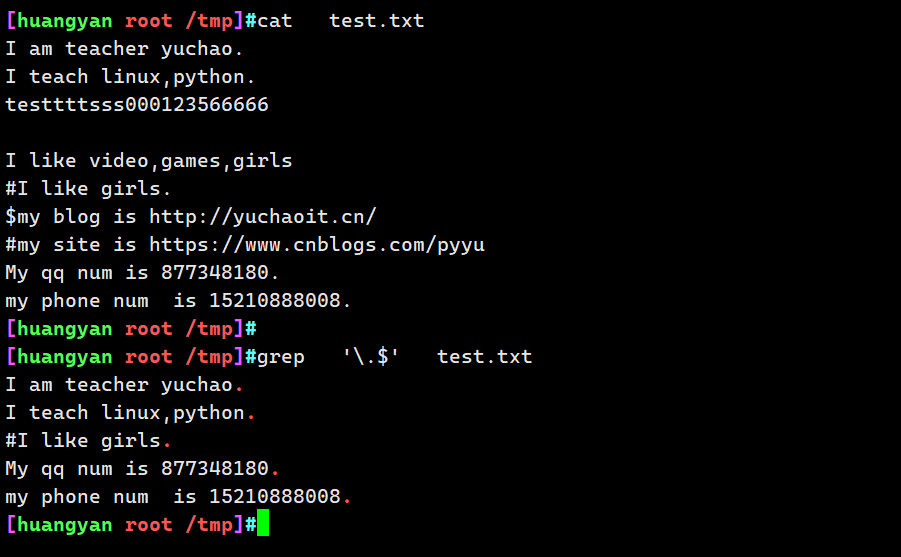 [huangyan root /tmp]#cat   test.txt
I am teacher yuchao.
I teach linux,python.
testtttsss000123566666

I like video,games,girls
#I like girls.
$my blog is http://yuchaoit.cn/
#my site is https://www.cnblogs.com/pyyu
My qq num is 877348180.
my phone num  is 15210888008.
[huangyan root /tmp]#
[huangyan root /tmp]#grep   '\.$'   test.txt
I am teacher yuchao.
I teach linux,python.
#I like girls.
My qq num is 877348180.
my phone num  is 15210888008.
[huangyan root /tmp]#